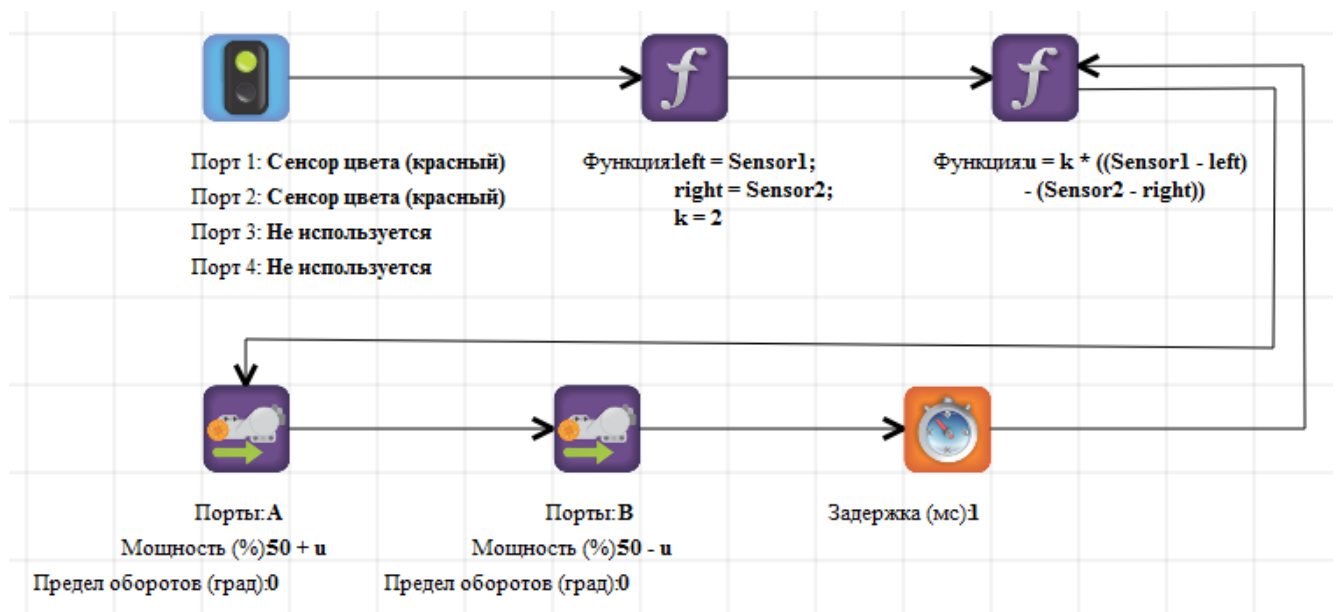 Порт 1: Сенсор цвета (красный)
Порт 2: Сенсор цвета (красный)
Порт 3: Не используется
Порт 4: Не используется
Функция:left = Sensor1;
right = Sensor2;
k = 2
Функция:u = k * ((Sensor1 - left)
- (Sensor2 - right))
Порты:A
Мощность (%)50 + u
Предел оборотов (град):0
Порты:B
Мощность (%)50 - u
Предел оборотов (град):0
Задержка (мс):1